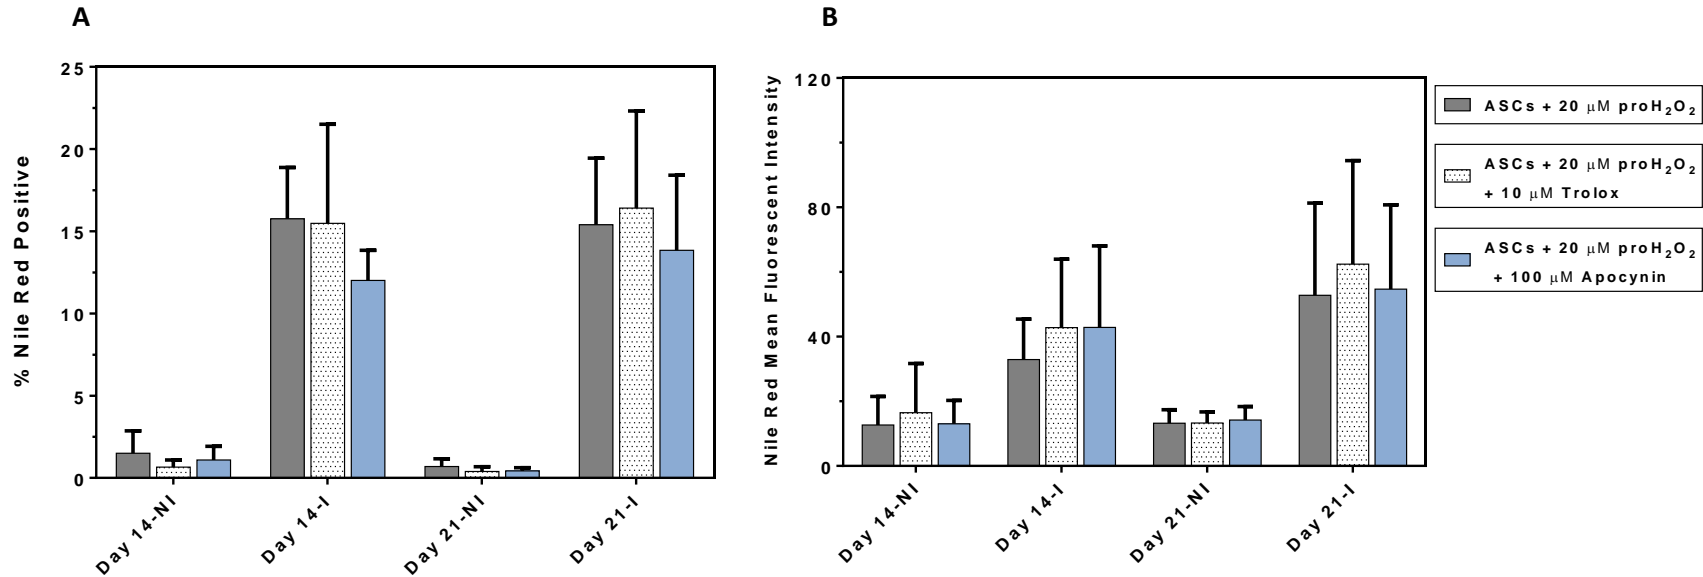 A
% Nile Red Positive
25
20
15
10
5
0
Day 14-NI
Day 14-I
Day 21-NI
Day 21-I
B
Nile Red Mean Fluorescent Intensity
120
80
40
0
Day 14-NI
Day 14-I
Day 21-NI
Day 21-I
ASCs + 20 μM proH₂O₂
ASCs + 20 μM proH₂O₂
+ 10 μM Trolox
ASCs + 20 μM proH₂O₂
+ 100 μM Apocynin